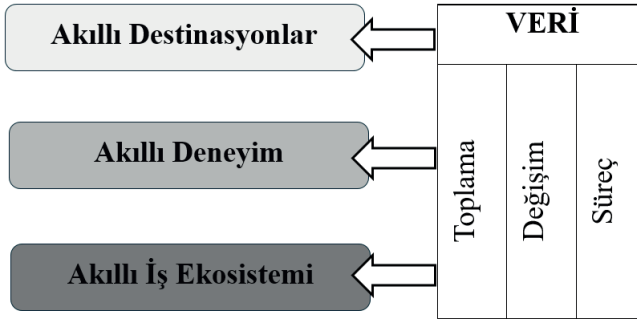 Akıllı Destinasyonlar
VERİ
Akıllı Deneyim
Akıllı İş Ekosistemi
Toplama
Değişim
Süreç